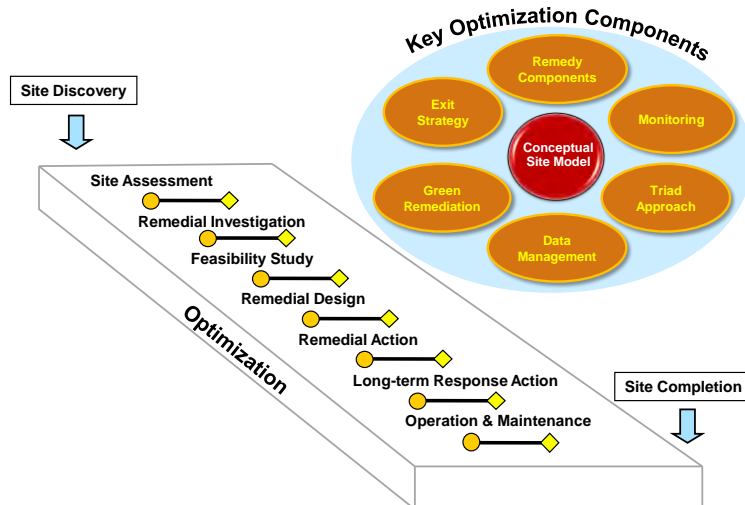 Key Optimization Components
Site Discovery
Remedy
Components
Exit
Strategy
Monitoring
Conceptual
Site Model
Green
Remediation
Triad
Approach
Data
Management
Site Assessment
Remedial Investigation
Feasibility Study
Remedial Design
Remedial Action
Long-term Response Action
Operation & Maintenance
Optimization
Site Completion